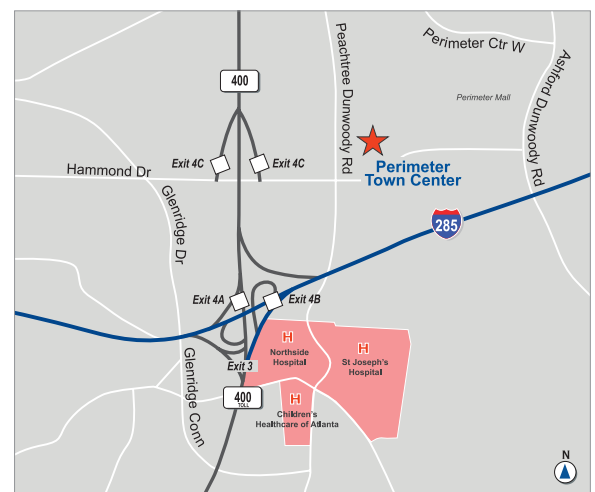 Perimeter Ctr W
Peachtree Dunwoody Rd
Ashford Dunwoody Rd
400
Perimeter Mall
Exit 4C
Exit 4C
Hammond Dr
Perimeter
Town Center
Glenridge Dr
285
Exit 4A
Exit 4B
H
Northside
Hospital
H
St Joseph's
Hospital
Exit 3
Glenridge Conn
400
TOLL
H
Children's
Healthcare of Atlanta
N